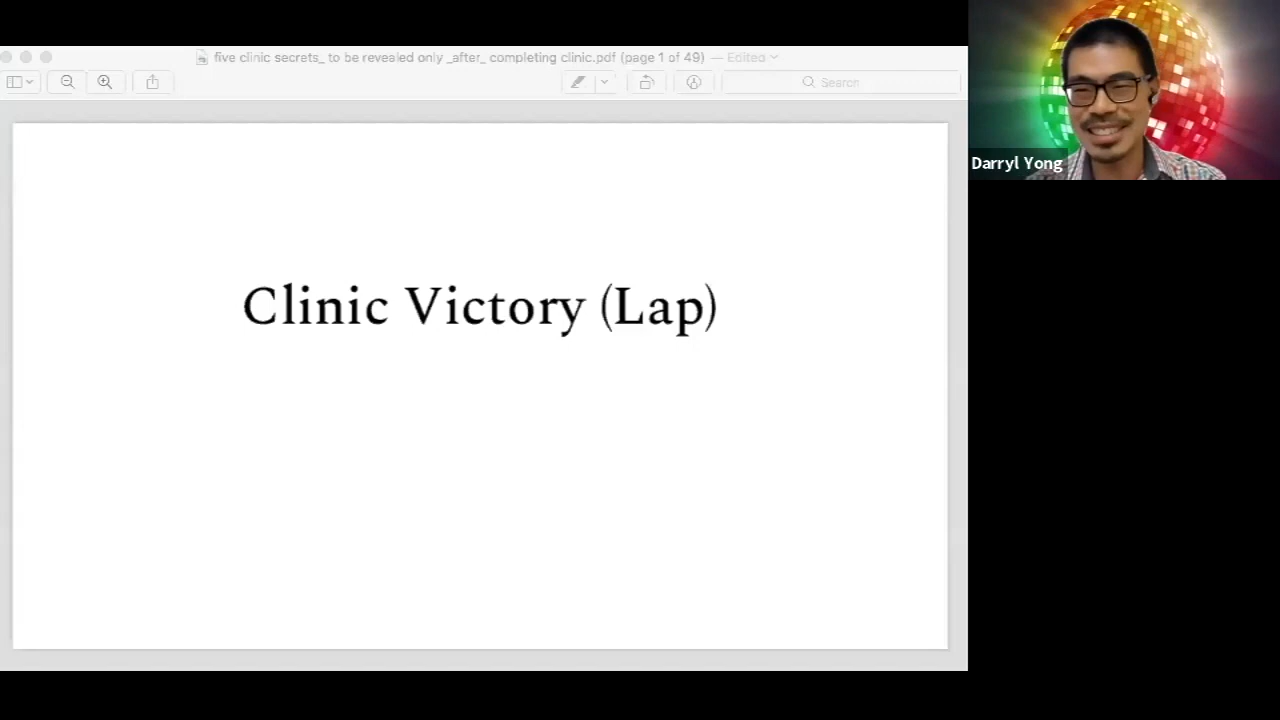 five clinic secrets_ to be revealed only _after_ completing clinic.pdf (page 1 of 49) — Edited
Search
Clinic Victory (Lap)
Darryl Yong